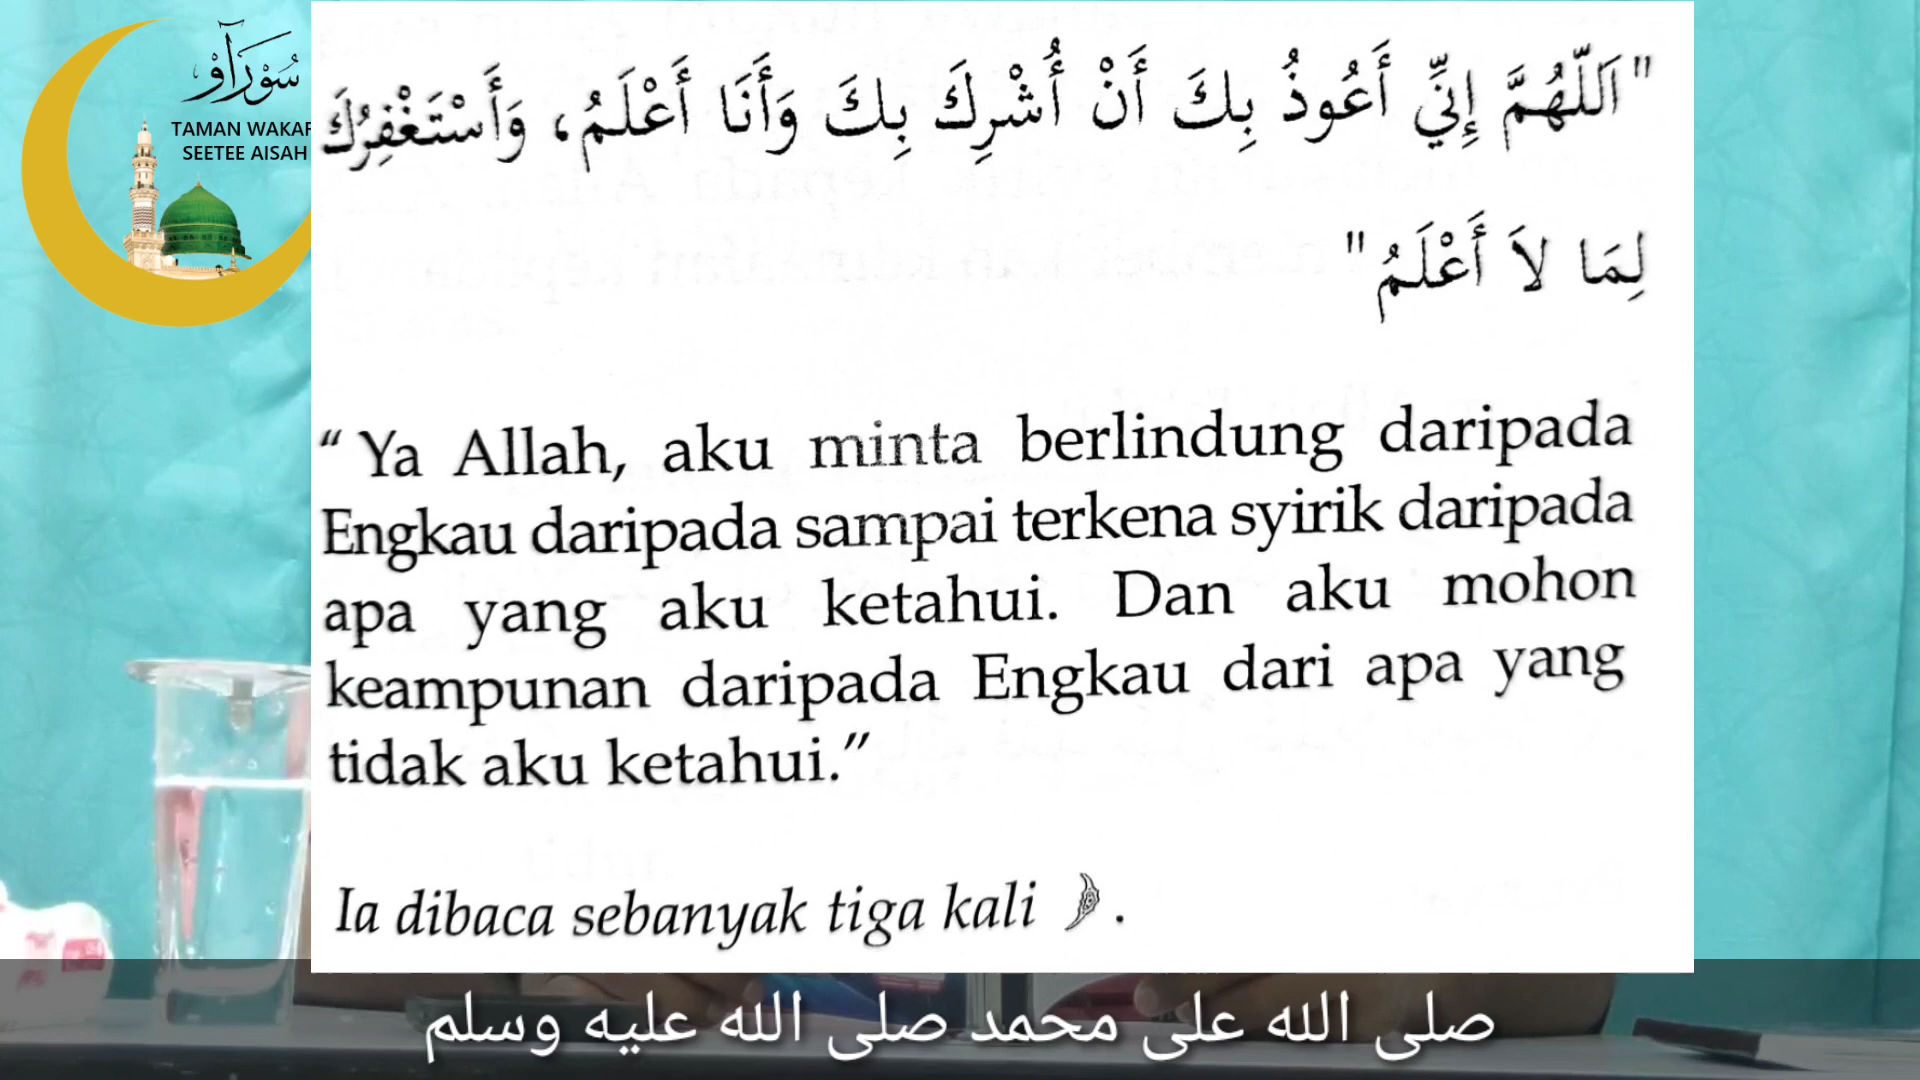 سُوْرَآو
TAMAN WAKAF
SEETEE AISAH
"اَللّٰهُمَّ إِنِّي أَعُوذُ بِكَ أَنْ أُشْرِكَ بِكَ وَأَنَا أَعْلَمُ، وَأَسْتَغْفِرُكَ
لِمَا لاَ أَعْلَمُ"
“ Ya Allah, aku minta berlindung daripada
Engkau daripada sampai terkena syirik daripada
apa yang aku ketahui. Dan aku mohon
keampunan daripada Engkau dari apa yang
tidak aku ketahui.”
Ia dibaca sebanyak tiga kali ﴾ .
صلى الله على محمد صلى الله عليه وسلم